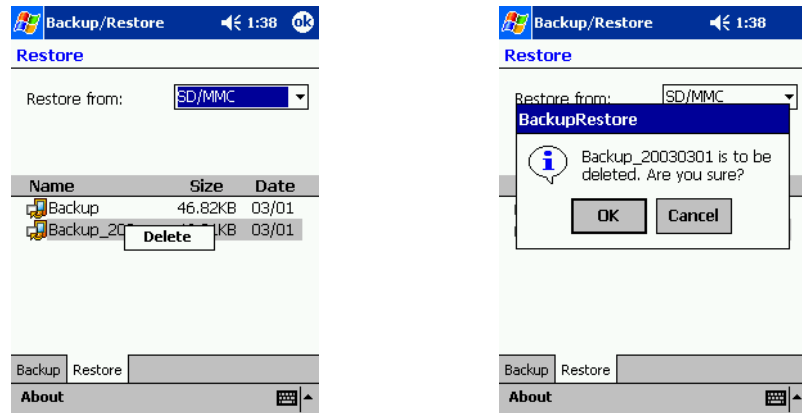 Backup/Restore 1:38 ok
Restore
Restore from: SD/MMC
Name Size Date
Backup 46.82KB 03/01
Backup_20 KB 03/01
Delete
Backup Restore
About
Backup/Restore 1:38
Restore
Restore from: SD/MMC
BackupRestore
Backup_20030301 is to be
deleted. Are you sure?
OK Cancel
Backup Restore
About